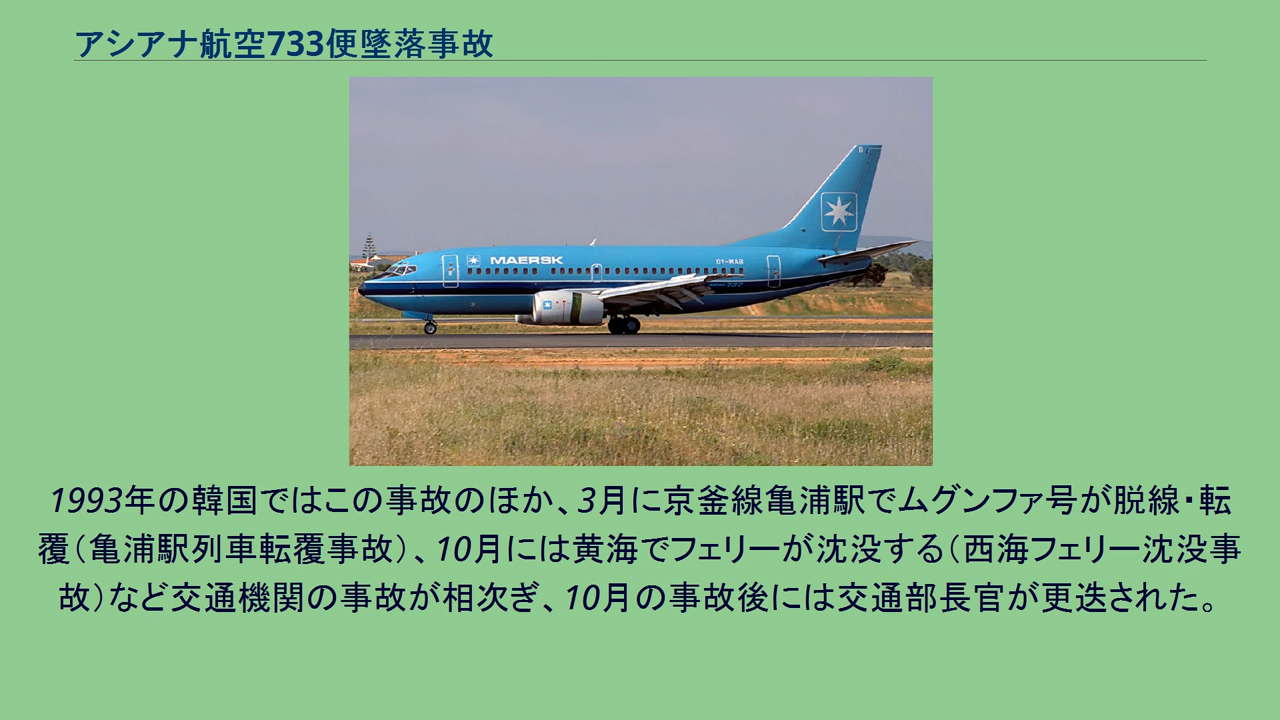 アシアナ航空733便墜落事故
MAERSK
OY-MAB
1993年の韓国ではこの事故のほか、3月に京釜線亀浦駅でムグンファ号が脱線・転
覆（亀浦駅列車転覆事故）、10月には黄海でフェリーが沈没する（西海フェリー沈没事
故）など交通機関の事故が相次ぎ、10月の事故後には交通部長官が更迭された。